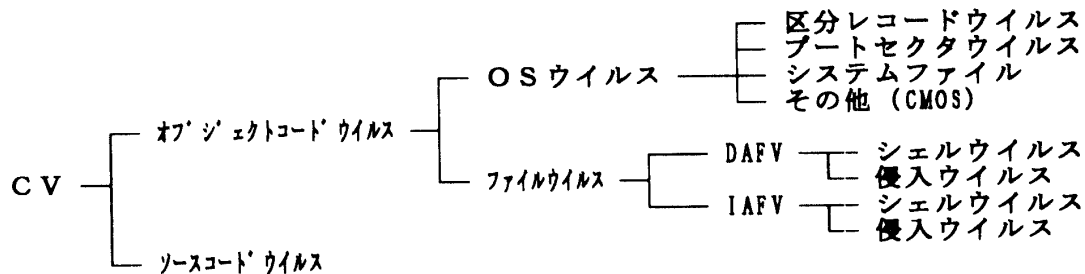 区分レコードウイルス
プートセクタウイルス
OSウイルス
システムファイル
その他 (CMOS)
オブジェクトコードウイルス
DAFV
シェルウイルス
侵入ウイルス
CV
ファイルウイルス
IAFV
シェルウイルス
侵入ウイルス
ソースコードウイルス